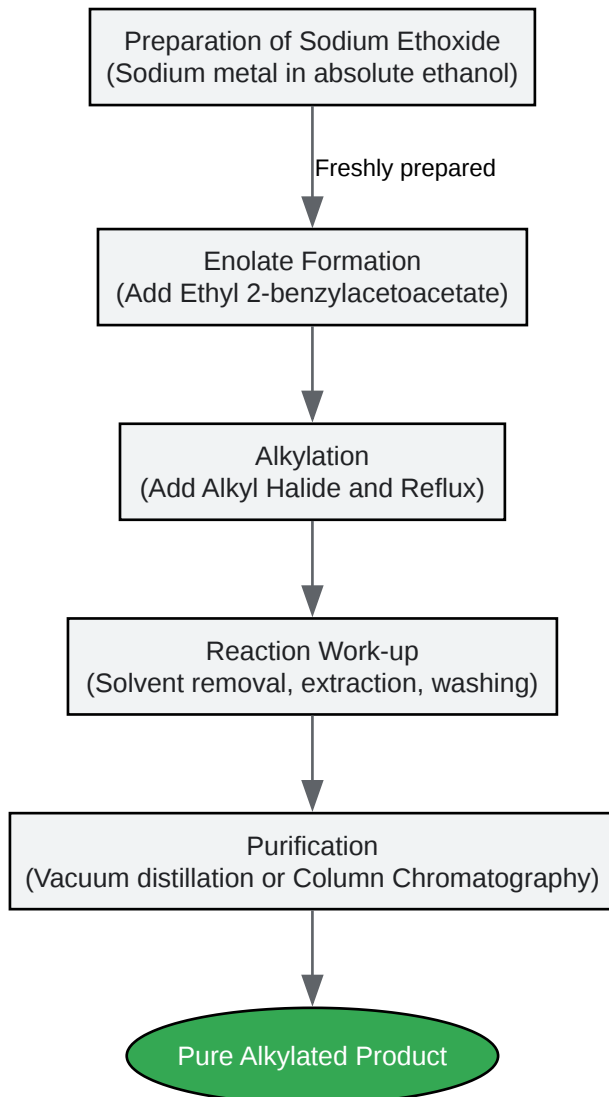 Preparation of Sodium Ethoxide
(Sodium metal in absolute ethanol)
Freshly prepared
Enolate Formation
(Add Ethyl 2-benzylacetoacetate)
Alkylation
(Add Alkyl Halide and Reflux)
Reaction Work-up
(Solvent removal, extraction, washing)
Purification
(Vacuum distillation or Column Chromatography)
Pure Alkylated Product